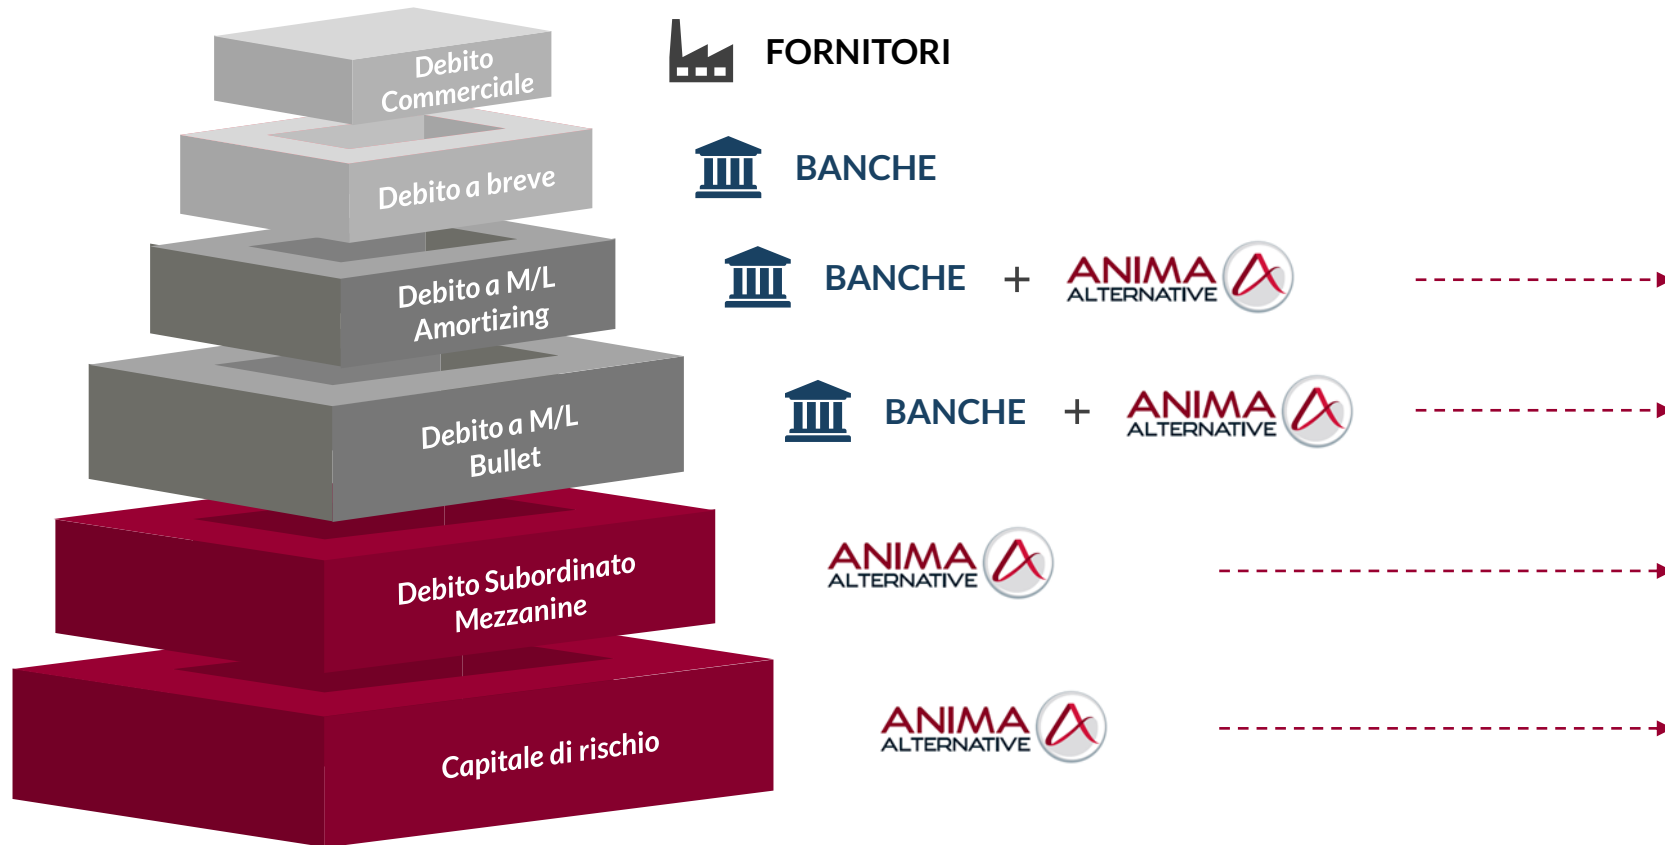 Debito
Commerciale
FORNITORI
Debito a breve
BANCHE
Debito a M/L
Amortizing
BANCHE + ANIMA
ALTERNATIVE
Debito a M/L
Bullet
BANCHE + ANIMA
ALTERNATIVE
Debito Subordinato
Mezzanine
ANIMA
ALTERNATIVE
Capitale di rischio
ANIMA
ALTERNATIVE